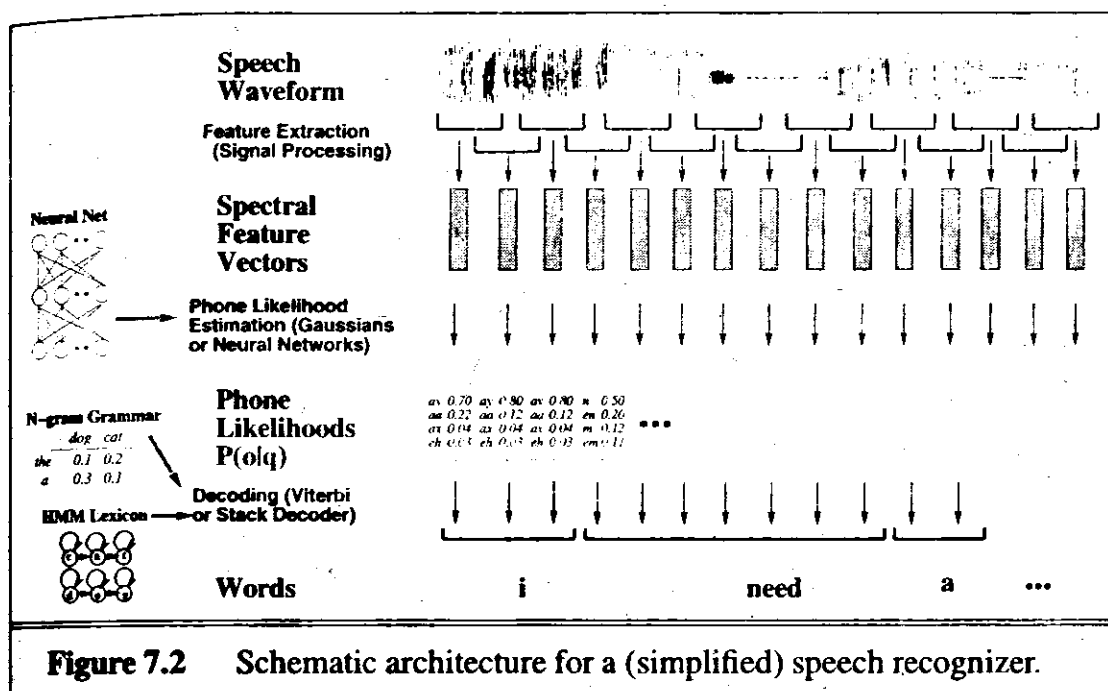 Speech
Waveform
Feature Extraction
(Signal Processing)
Neural Net
Spectral
Feature
Vectors
Phone Likelihood
Estimation (Gaussians
or Neural Networks)
Phone
Likelihoods
P(o|q)
ay 0.70 ay 0.80 ay 0.80 n 0.50
aa 0.22 aa 0.12 aa 0.12 en 0.20
ax 0.04 ax 0.04 ax 0.04 m 0.12
eh 0.03 eh 0.03 eh 0.03 em 0.11
•••
N-gram Grammar
dog cat
the 0.1 0.2
a 0.3 0.1
Decoding (Viterbi
or Stack Decoder)
HMM Lexicon
Words i need a •••
Figure 7.2 Schematic architecture for a (simplified) speech recognizer.